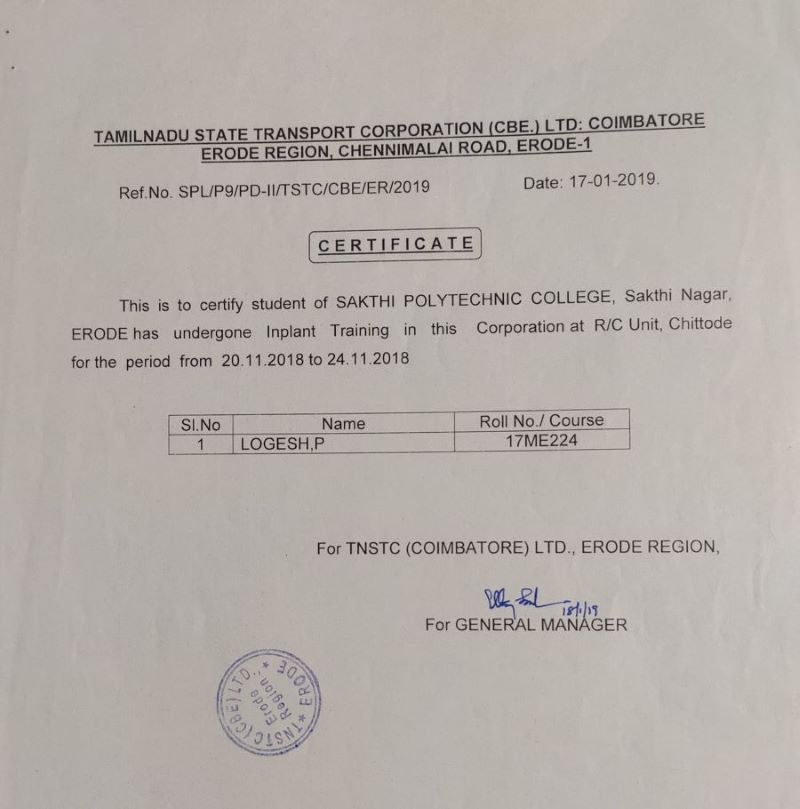 TAMILNADU STATE TRANSPORT CORPORATION (CBE.) LTD: COIMBATORE
ERODE REGION, CHENNIMALAI ROAD, ERODE-1
Ref.No. SPL/P9/PD-II/TSTC/CBE/ER/2019 Date: 17-01-2019.
CERTIFICATE
This is to certify student of SAKTHI POLYTECHNIC COLLEGE, Sakthi Nagar,
ERODE has undergone Inplant Training in this Corporation at R/C Unit, Chittode
for the period from 20.11.2018 to 24.11.2018
Sl.No Name Roll No./ Course
1 LOGESH,P 17ME224
For TNSTC (COIMBATORE) LTD., ERODE REGION,
18/1/19
For GENERAL MANAGER
TNSTC(CBE)LTD., * ERODE *
Erode
Region